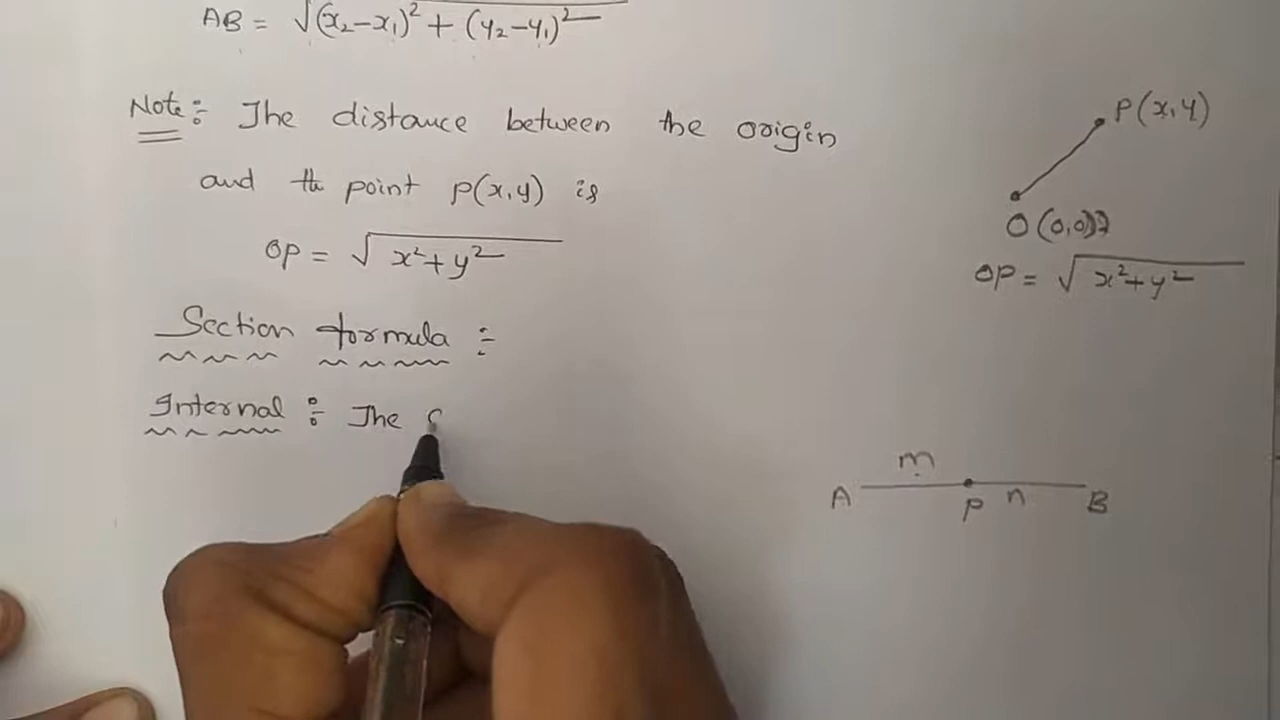 AB = √(x₂-x₁)² + (y₂-y₁)²
Note:- The distance between the origin
and th point P(x,y) is
OP = √x²+y²
P(x,y)
O(0,0)
OP = √x²+y²
Section formula :-
Internal :- The
m
A P n B